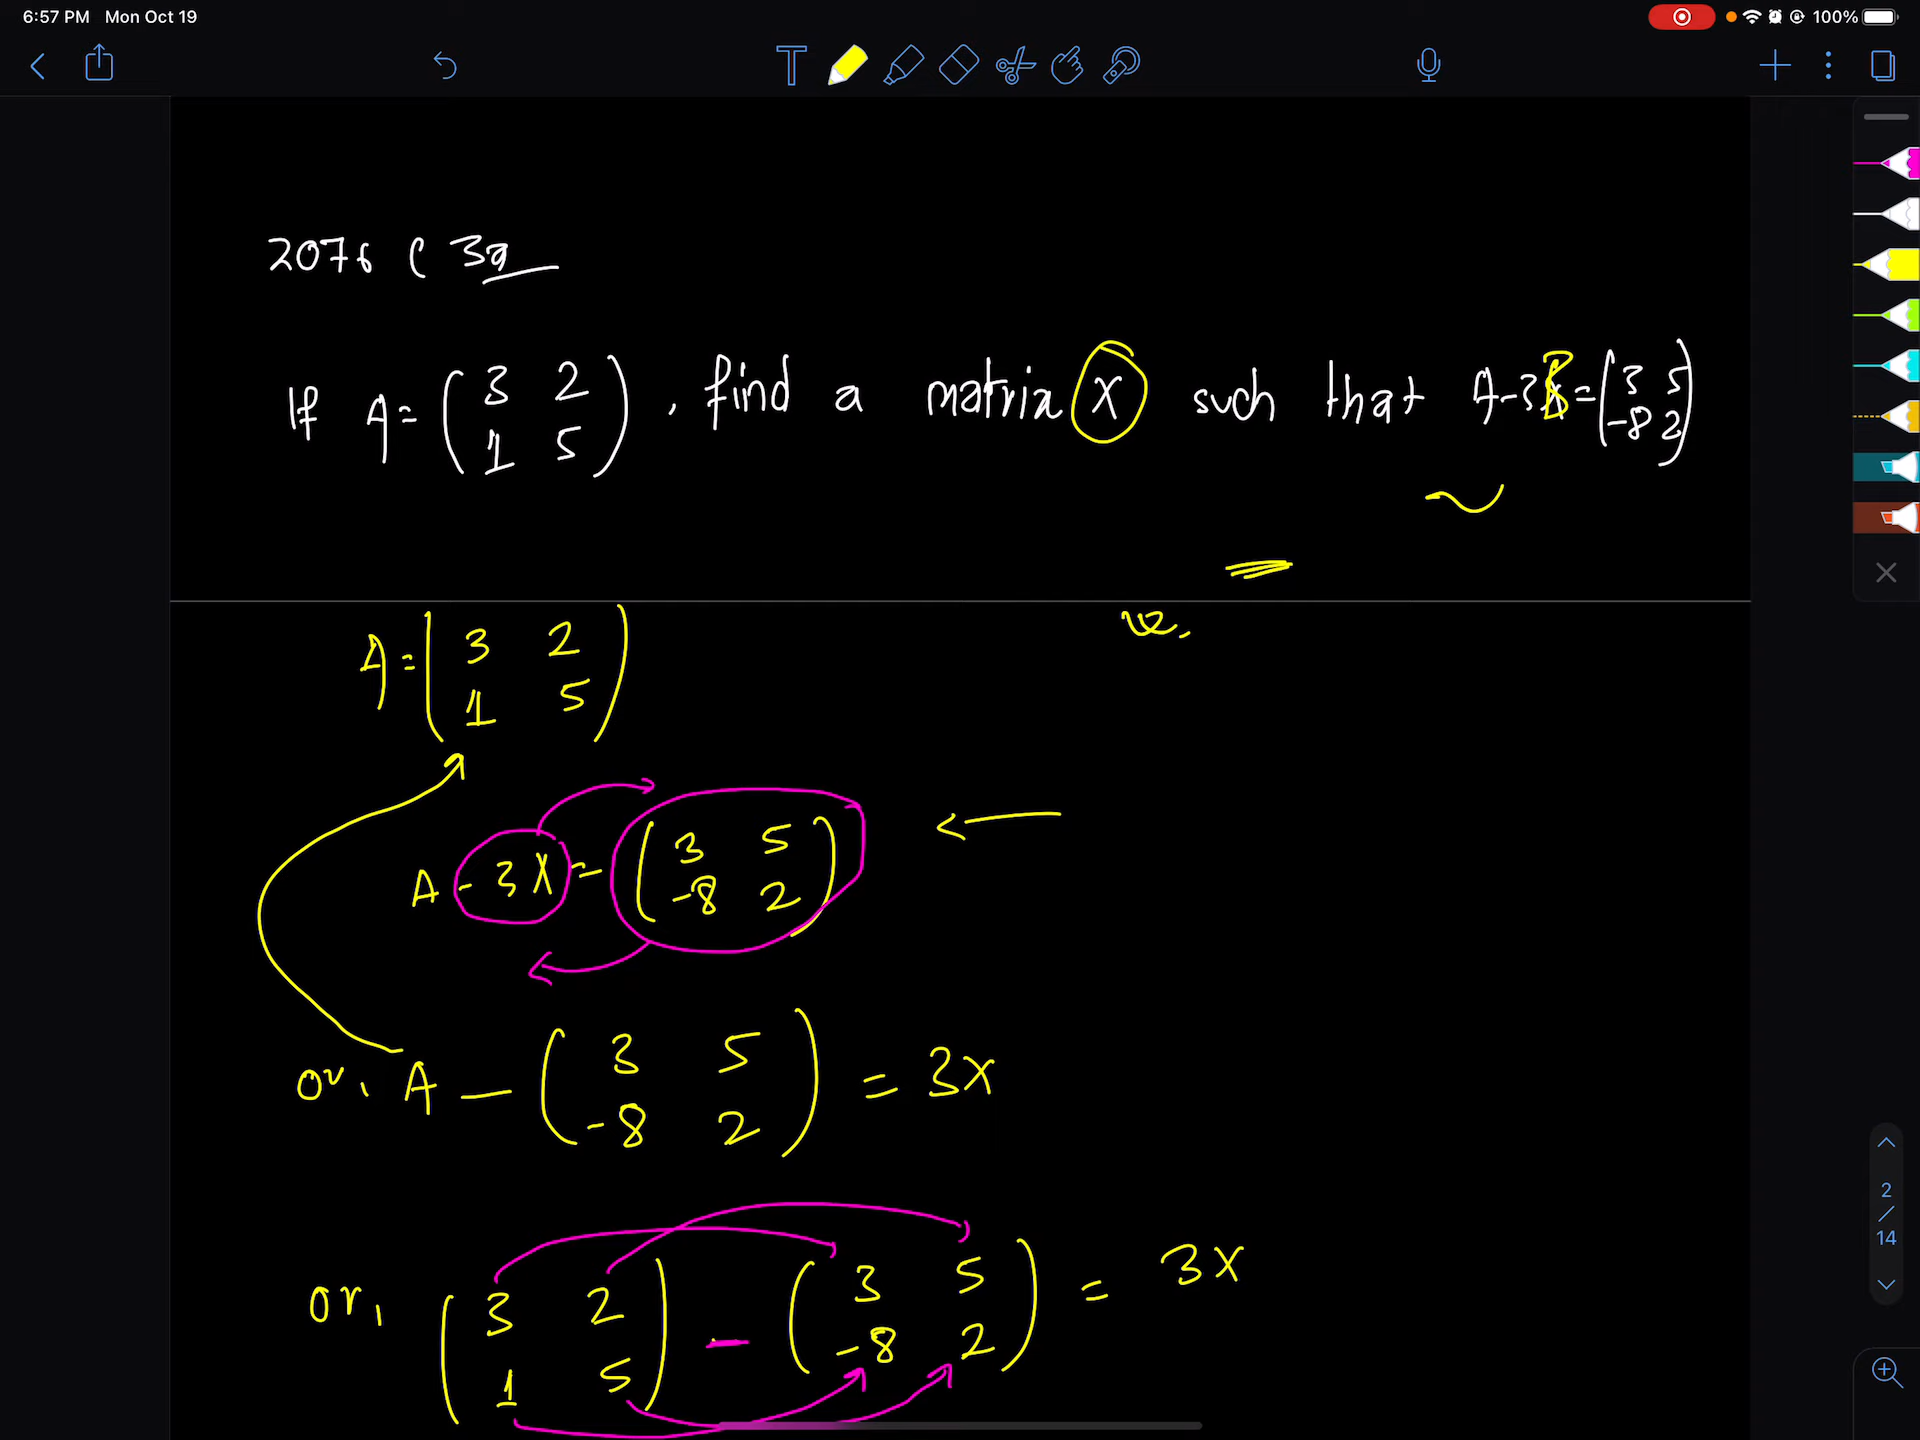 6:57 PM Mon Oct 19
100%
T
2076 C 3a
If A = ( 3 2 ) , find a matrix X such that A - 3X = ( 3 5 )
( 1 5 ) ( -8 2 )
A = ( 3 2 )
( 1 5 )
A - 3X = ( 3 5 )
( -8 2 )
or, A - ( 3 5 ) = 3X
( -8 2 )
or, ( 3 2 ) - ( 3 5 ) = 3X
( 1 5 ) ( -8 2 )
2
/
14